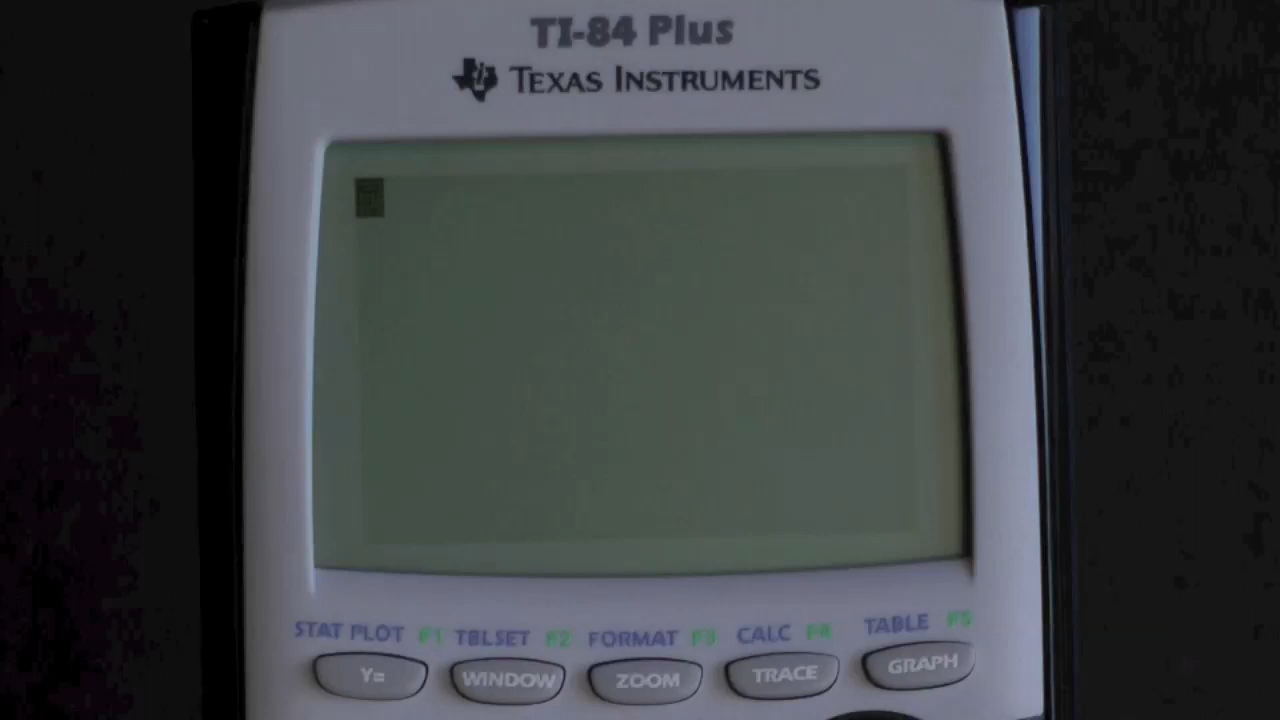 TI-84 Plus
TEXAS INSTRUMENTS
STAT PLOT F1 TBLSET F2 FORMAT F3 CALC F4 TABLE F5
Y= WINDOW ZOOM TRACE GRAPH